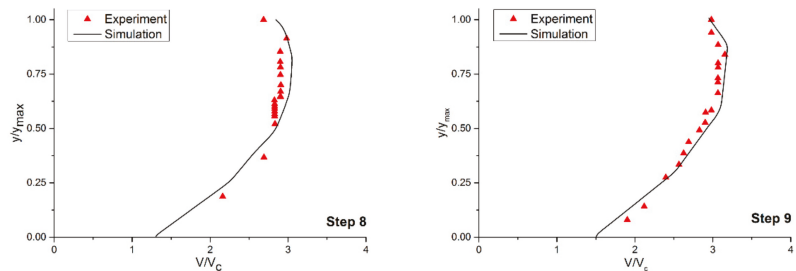 Experiment
Simulation
1.00
0.75
0.50
0.25
0.00
y/ymax
Step 8
0 1 2 3 4
V/VC
Experiment
Simulation
1.00
0.75
0.50
0.25
0.00
y/ymax
Step 9
0 1 2 3 4
V/Vc